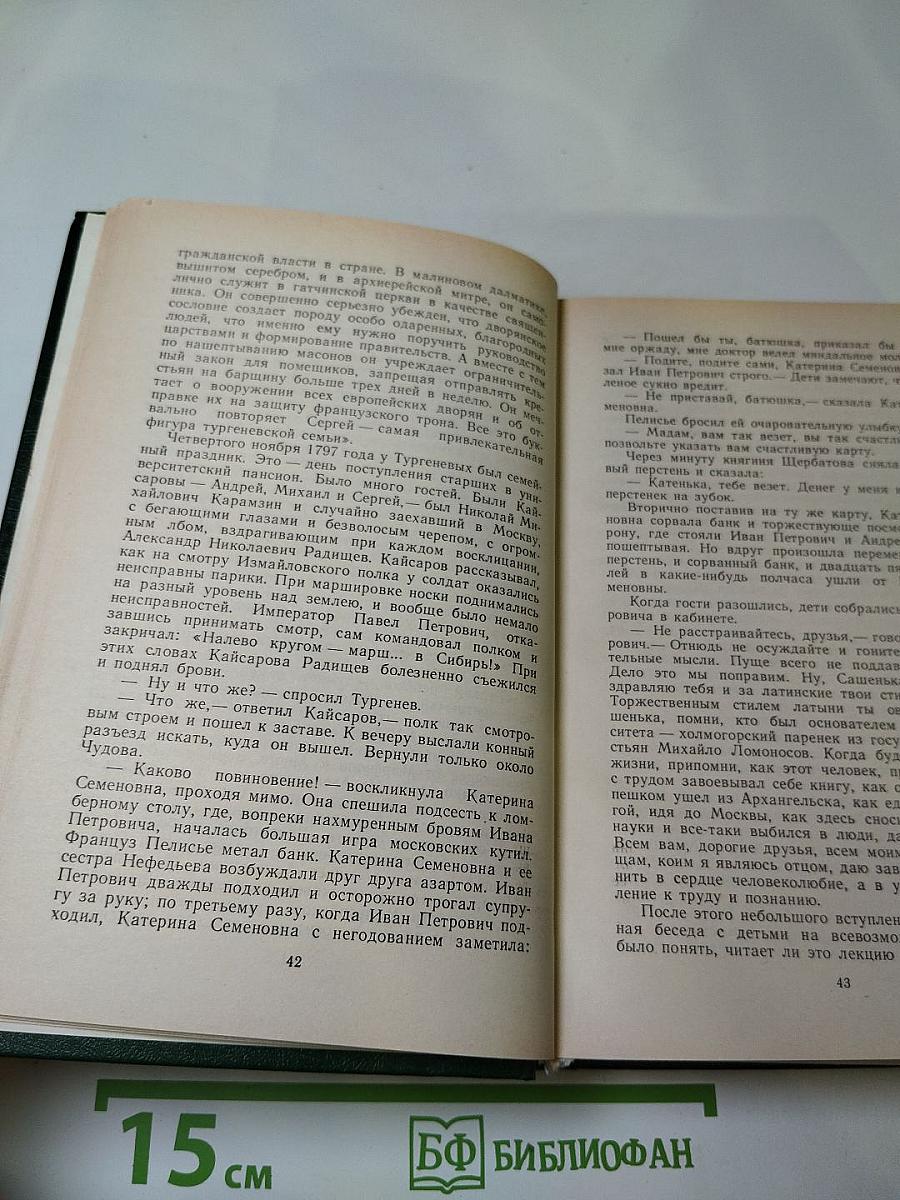 гражданской власти в стране. В малиновом далматике,
вышитом серебром, и в архиерейской митре, он само-
лично служит в гатчинской церкви в качестве священ-
ника. Он совершенно серьезно убежден, что дворянское
сословие создает породу особо одаренных, благородных
людей, что именно ему нужно поручить руководство
царствами и формирование правительств. А вместе с тем
по нашептыванию масонов он учреждает ограничитель-
ный закон для помещиков, запрещая отправлять кре-
стьян на барщину больше трех дней в неделю. Он меч-
тает о вооружении всех европейских дворян и об от-
правке их на защиту французского трона. Все это бук-
вально повторяет Сергей — самая привлекательная
фигура тургеневской семьи».
Четвертого ноября 1797 года у Тургеневых был семей-
ный праздник. Это — день поступления старших в уни-
верситетский пансион. Было много гостей. Были Кай-
саровы — Андрей, Михаил и Сергей,— был Николай Ми-
хайлович Карамзин и случайно заехавший в Москву,
с бегающими глазами и безволосым черепом, с огром-
ным лбом, вздрагивающим при каждом восклицании,
Александр Николаевич Радищев. Кайсаров рассказывал,
как на смотру Измайловского полка у солдат оказались
неисправны парики. При маршировке носки поднимались
на разный уровень над землею, и вообще было немало
неисправностей. Император Павел Петрович, отка-
завшись принимать смотр, сам командовал полком и
закричал: «Налево кругом — марш... в Сибирь!» При
этих словах Кайсарова Радищев болезненно съежился
и поднял брови.
— Ну и что же? — спросил Тургенев.
— Что же,— ответил Кайсаров,— полк так смотро-
вым строем и пошел к заставе. К вечеру выслали конный
разъезд искать, куда он вышел. Вернули только около
Чудова.
— Каково повиновение! — воскликнула Катерина
Семеновна, проходя мимо. Она спешила подсесть к лом-
берному столу, где, вопреки нахмуренным бровям Ивана
Петровича, началась большая игра московских кутил.
Француз Пелисье метал банк. Катерина Семеновна и ее
сестра Нефедьева возбуждали друг друга азартом. Иван
Петрович дважды подходил и осторожно трогал супру-
гу за руку; по третьему разу, когда Иван Петрович под-
ходил, Катерина Семеновна с негодованием заметила:
42
— Пошел бы ты, батюшка, приказал бы
мне оржаду, мне доктор велел миндальное мол
— Подите, подите сами, Катерина Семенов
зал Иван Петрович строго.— Дети замечают, ч
леное сукно вредит.
— Не приставай, батюшка,— сказала Кат
меновна.
Пелисье бросил ей очаровательную улыбку
— Мадам, вам так везет, вы так счастли
позвольте указать вам счастливую карту.
Через минуту княгиня Щербатова сияла
вый перстень и сказала:
— Катенька, тебе везет. Денег у меня
перстенек на зубок.
Вторично поставив на ту же карту, Кат
новна сорвала банк и торжествующе посм
рону, где стояли Иван Петрович и Андре
пошептывая. Но вдруг произошла переме
перстень, и сорванный банк, и двадцать пя
лей в какие-нибудь полчаса ушли от
меновны.
Когда гости разошлись, дети собрались
ровича в кабинете.
— Не расстраивайтесь, друзья,— гово
рович.— Отнюдь не осуждайте и гоните
тельные мысли. Пуще всего не поддав
Дело это мы поправим. Ну, Сашеньк
здравляю тебя и за латинские твои сти
Торжественным стилем латыни ты ов
шенька, помни, кто был основателем
ситета — холмогорский паренек из госу
стьян Михайло Ломоносов. Когда буд
жизни, припомни, как этот человек, пр
с трудом завоевывал себе книгу, как о
пешком ушел из Архангельска, как ед
гой, идя до Москвы, как здесь сноси
науки и все-таки выбился в люди, да
Всем вам, дорогие друзья, всем моим
щам, коим я являюсь отцом, даю зав
нить в сердце человеколюбие, а в у
ление к труду и познанию.
После этого небольшого вступлен
ная беседа с детьми на всевозмо
было понять, читает ли это лекцию
43
15 см
БФ БИБЛИОФАН